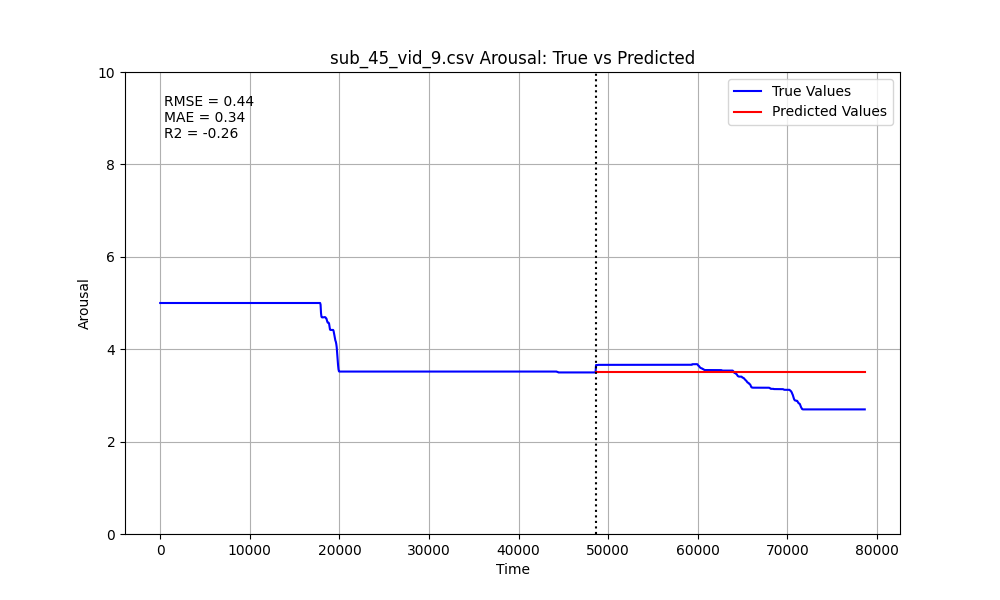 sub_45_vid_9.csv Arousal: True vs Predicted
RMSE = 0.44
MAE = 0.34
R2 = -0.26
True Values
Predicted Values
Arousal
10
8
6
4
2
0
0 10000 20000 30000 40000 50000 60000 70000 80000
Time